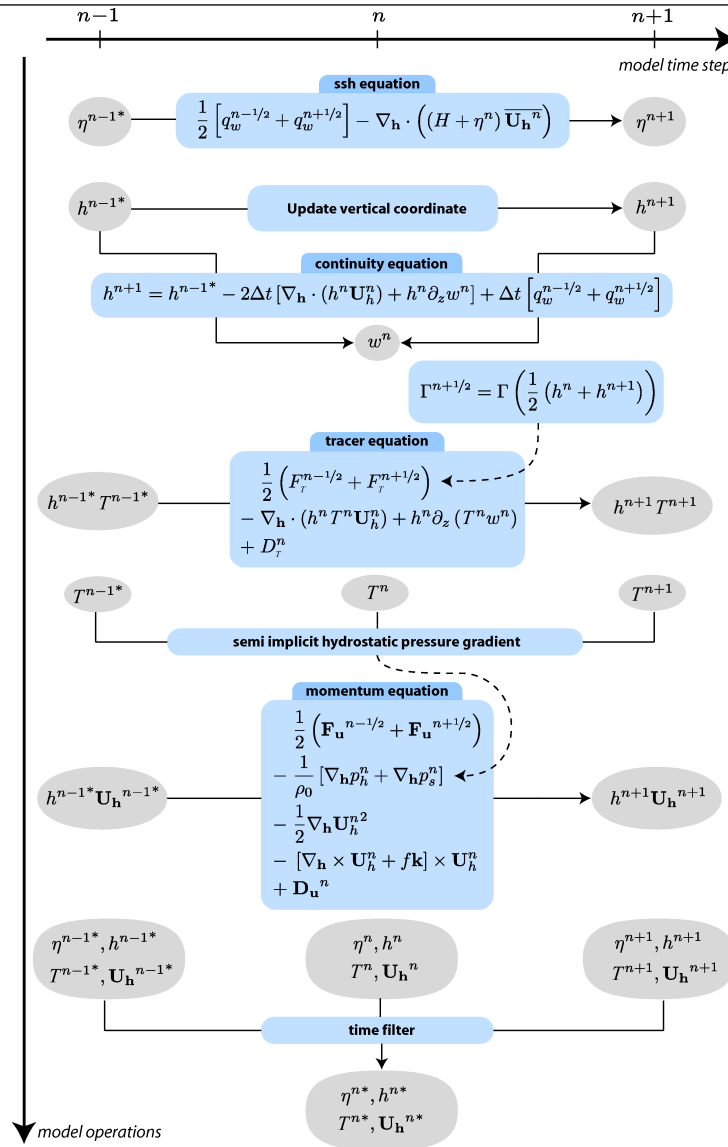 n−1 n n+1
model time step
ssh equation
η^{n−1*} 1/2 [q_w^{n−1/2} + q_w^{n+1/2}] − ∇_h · ((H + η^n) \overline{U_h^n}) η^{n+1}
h^{n−1*} Update vertical coordinate h^{n+1}
continuity equation
h^{n+1} = h^{n−1*} − 2Δt [∇_h · (h^n U_h^n) + h^n ∂_z w^n] + Δt [q_w^{n−1/2} + q_w^{n+1/2}]
w^n
Γ^{n+1/2} = Γ (1/2 (h^n + h^{n+1}))
tracer equation
1/2 (F_T^{n−1/2} + F_T^{n+1/2})
h^{n−1*} T^{n−1*} − ∇_h · (h^n T^n U_h^n) + h^n ∂_z (T^n w^n) h^{n+1} T^{n+1}
+ D_T^n
T^{n−1*} T^n T^{n+1}
semi implicit hydrostatic pressure gradient
momentum equation
1/2 (F_u^{n−1/2} + F_u^{n+1/2})
− 1/ρ_0 [∇_h p_h^n + ∇_h p_s^n]
h^{n−1*} U_h^{n−1*} h^{n+1} U_h^{n+1}
− 1/2 ∇_h U_h^{n2}
− [∇_h × U_h^n + f k] × U_h^n
+ D_u^n
η^{n−1*}, h^{n−1*} η^n, h^n η^{n+1}, h^{n+1}
T^{n−1*}, U_h^{n−1*} T^n, U_h^n T^{n+1}, U_h^{n+1}
time filter
η^{n*}, h^{n*}
T^{n*}, U_h^{n*}
model operations